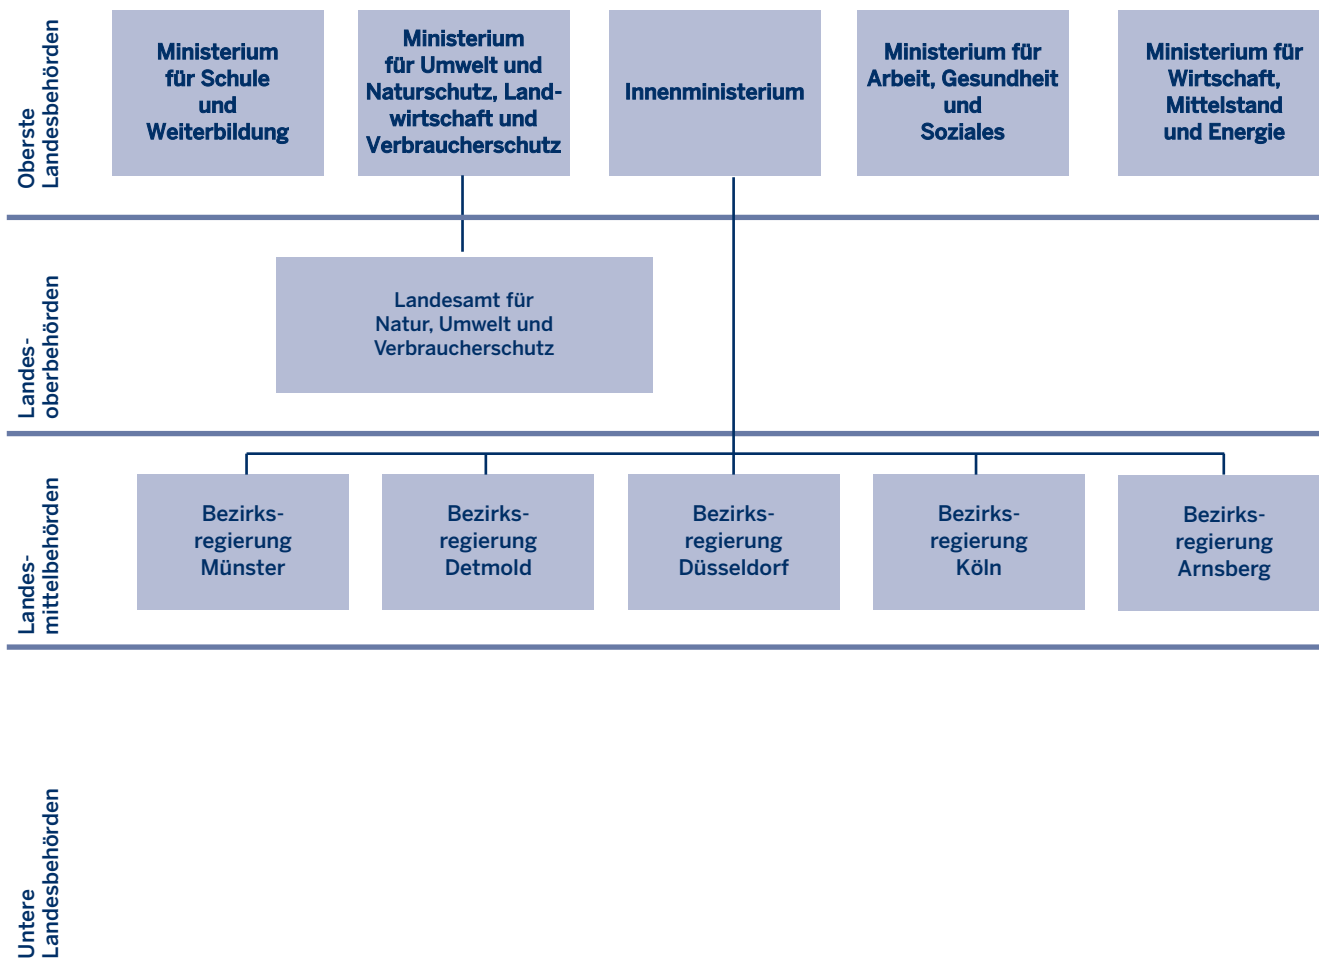 Oberste
Landesbehörden
Ministerium
für Schule
und
Weiterbildung
Ministerium
für Umwelt und
Naturschutz, Land-
wirtschaft und
Verbraucherschutz
Innenministerium
Ministerium für
Arbeit, Gesundheit
und
Soziales
Ministerium für
Wirtschaft,
Mittelstand
und Energie
Landes-
oberbehörden
Landesamt für
Natur, Umwelt und
Verbraucherschutz
Landes-
mittelbehörden
Bezirks-
regierung
Münster
Bezirks-
regierung
Detmold
Bezirks-
regierung
Düsseldorf
Bezirks-
regierung
Köln
Bezirks-
regierung
Arnsberg
Untere
Landesbehörden